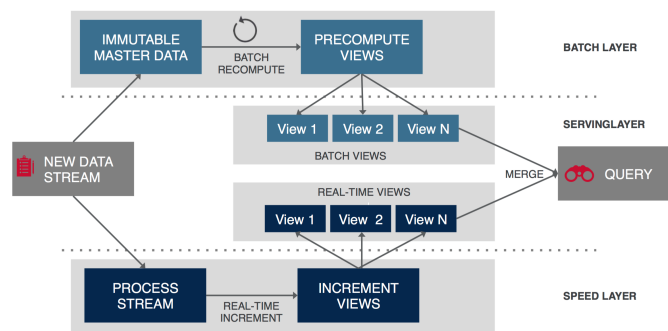 IMMUTABLE
MASTER DATA
BATCH
RECOMPUTE
PRECOMPUTE
VIEWS
BATCH LAYER
View 1
View 2
View N
BATCH VIEWS
SERVINGLAYER
NEW DATA
STREAM
MERGE
QUERY
REAL-TIME VIEWS
View 1
View 2
View N
PROCESS
STREAM
REAL-TIME
INCREMENT
INCREMENT
VIEWS
SPEED LAYER